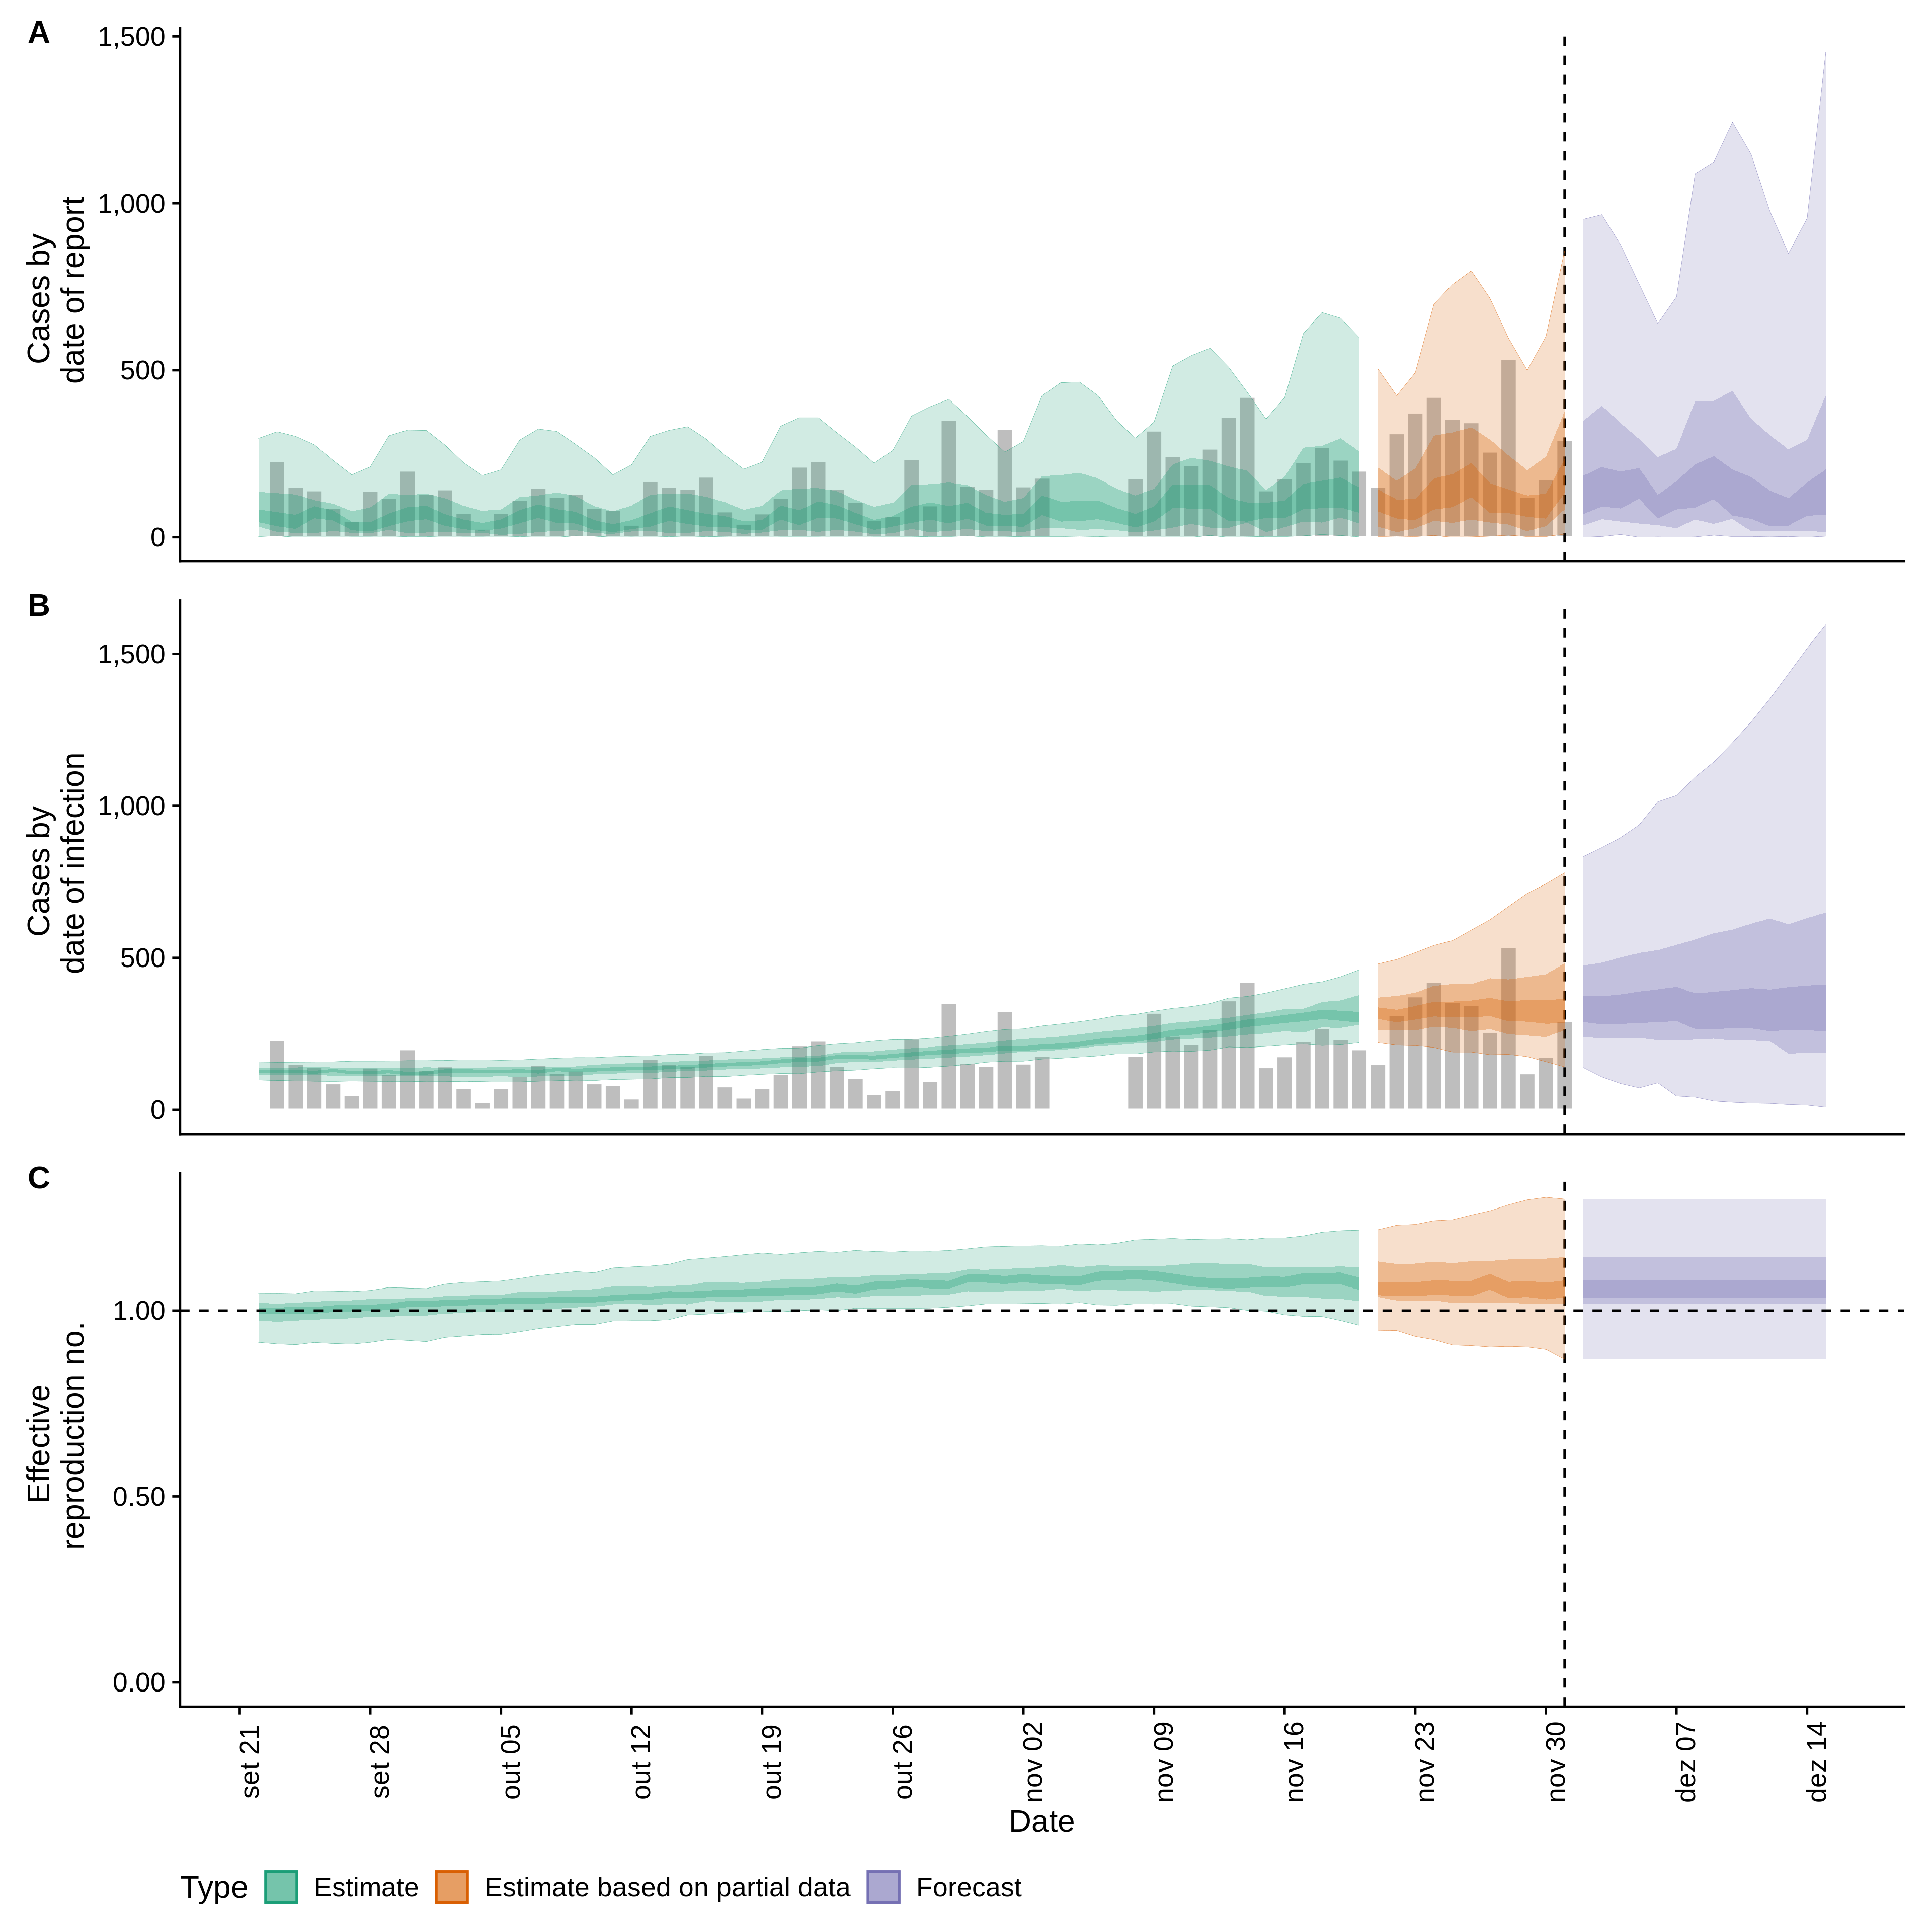 A
1,500
1,000
500
0
Cases by
date of report
B
1,500
1,000
500
0
Cases by
date of infection
C
1.00
0.50
0.00
Effective
reproduction no.
set 21
set 28
out 05
out 12
out 19
out 26
nov 02
nov 09
nov 16
nov 23
nov 30
dez 07
dez 14
Date
Type Estimate Estimate based on partial data Forecast